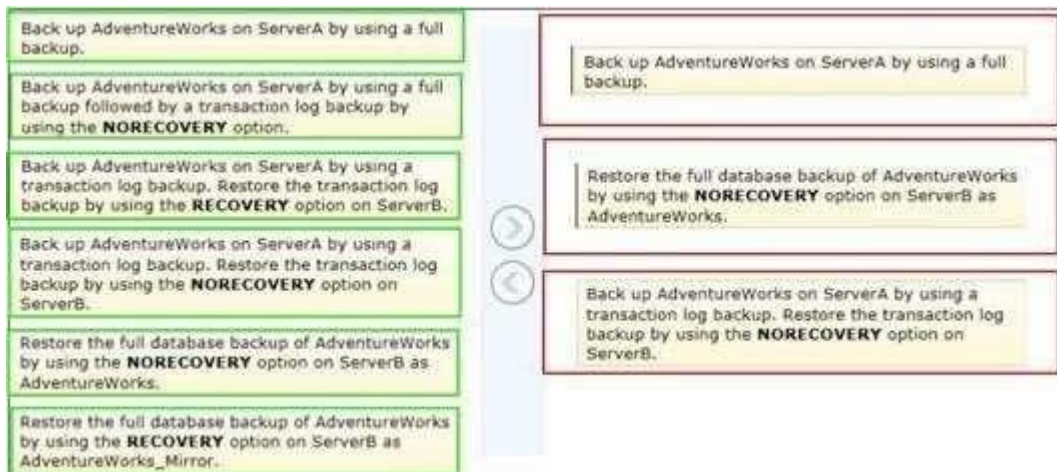 Back up AdventureWorks on ServerA by using a full
backup.
Back up AdventureWorks on ServerA by using a full
backup followed by a transaction log backup by
using the NORECOVERY option.
Back up AdventureWorks on ServerA by using a
transaction log backup. Restore the transaction log
backup by using the RECOVERY option on ServerB.
Back up AdventureWorks on ServerA by using a
transaction log backup. Restore the transaction log
backup by using the NORECOVERY option on
ServerB.
Restore the full database backup of AdventureWorks
by using the NORECOVERY option on ServerB as
AdventureWorks.
Restore the full database backup of AdventureWorks
by using the RECOVERY option on ServerB as
AdventureWorks_Mirror.
Back up AdventureWorks on ServerA by using a full
backup.
Restore the full database backup of AdventureWorks
by using the NORECOVERY option on ServerB as
AdventureWorks.
Back up AdventureWorks on ServerA by using a
transaction log backup. Restore the transaction log
backup by using the NORECOVERY option on
ServerB.